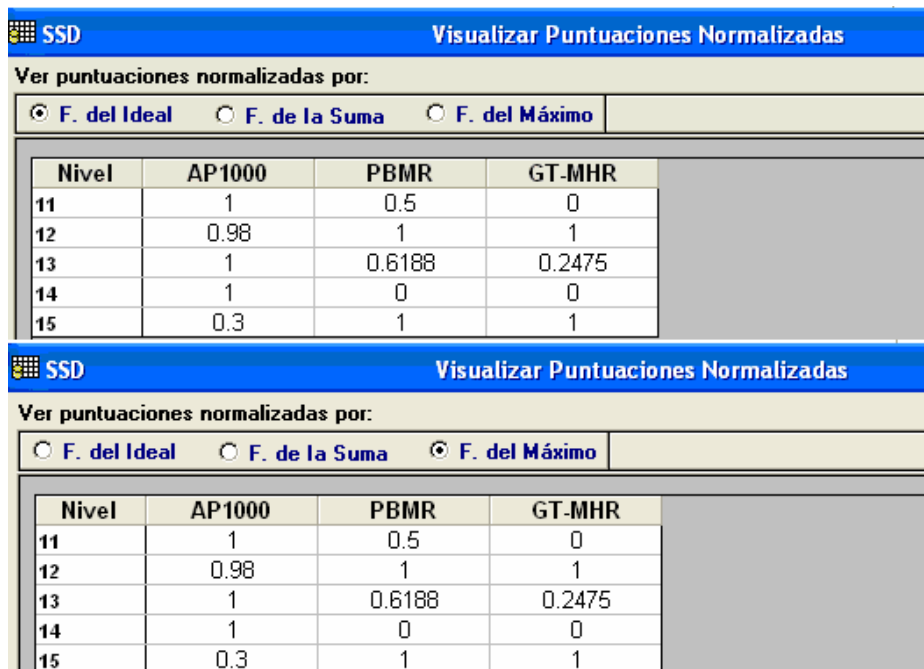 SSD Visualizar Puntuaciones Normalizadas
Ver puntuaciones normalizadas por:
F. del Ideal F. de la Suma F. del Máximo
Nivel AP1000 PBMR GT-MHR
11 1 0.5 0
12 0.98 1 1
13 1 0.6188 0.2475
14 1 0 0
15 0.3 1 1
SSD Visualizar Puntuaciones Normalizadas
Ver puntuaciones normalizadas por:
F. del Ideal F. de la Suma F. del Máximo
Nivel AP1000 PBMR GT-MHR
11 1 0.5 0
12 0.98 1 1
13 1 0.6188 0.2475
14 1 0 0
15 0.3 1 1